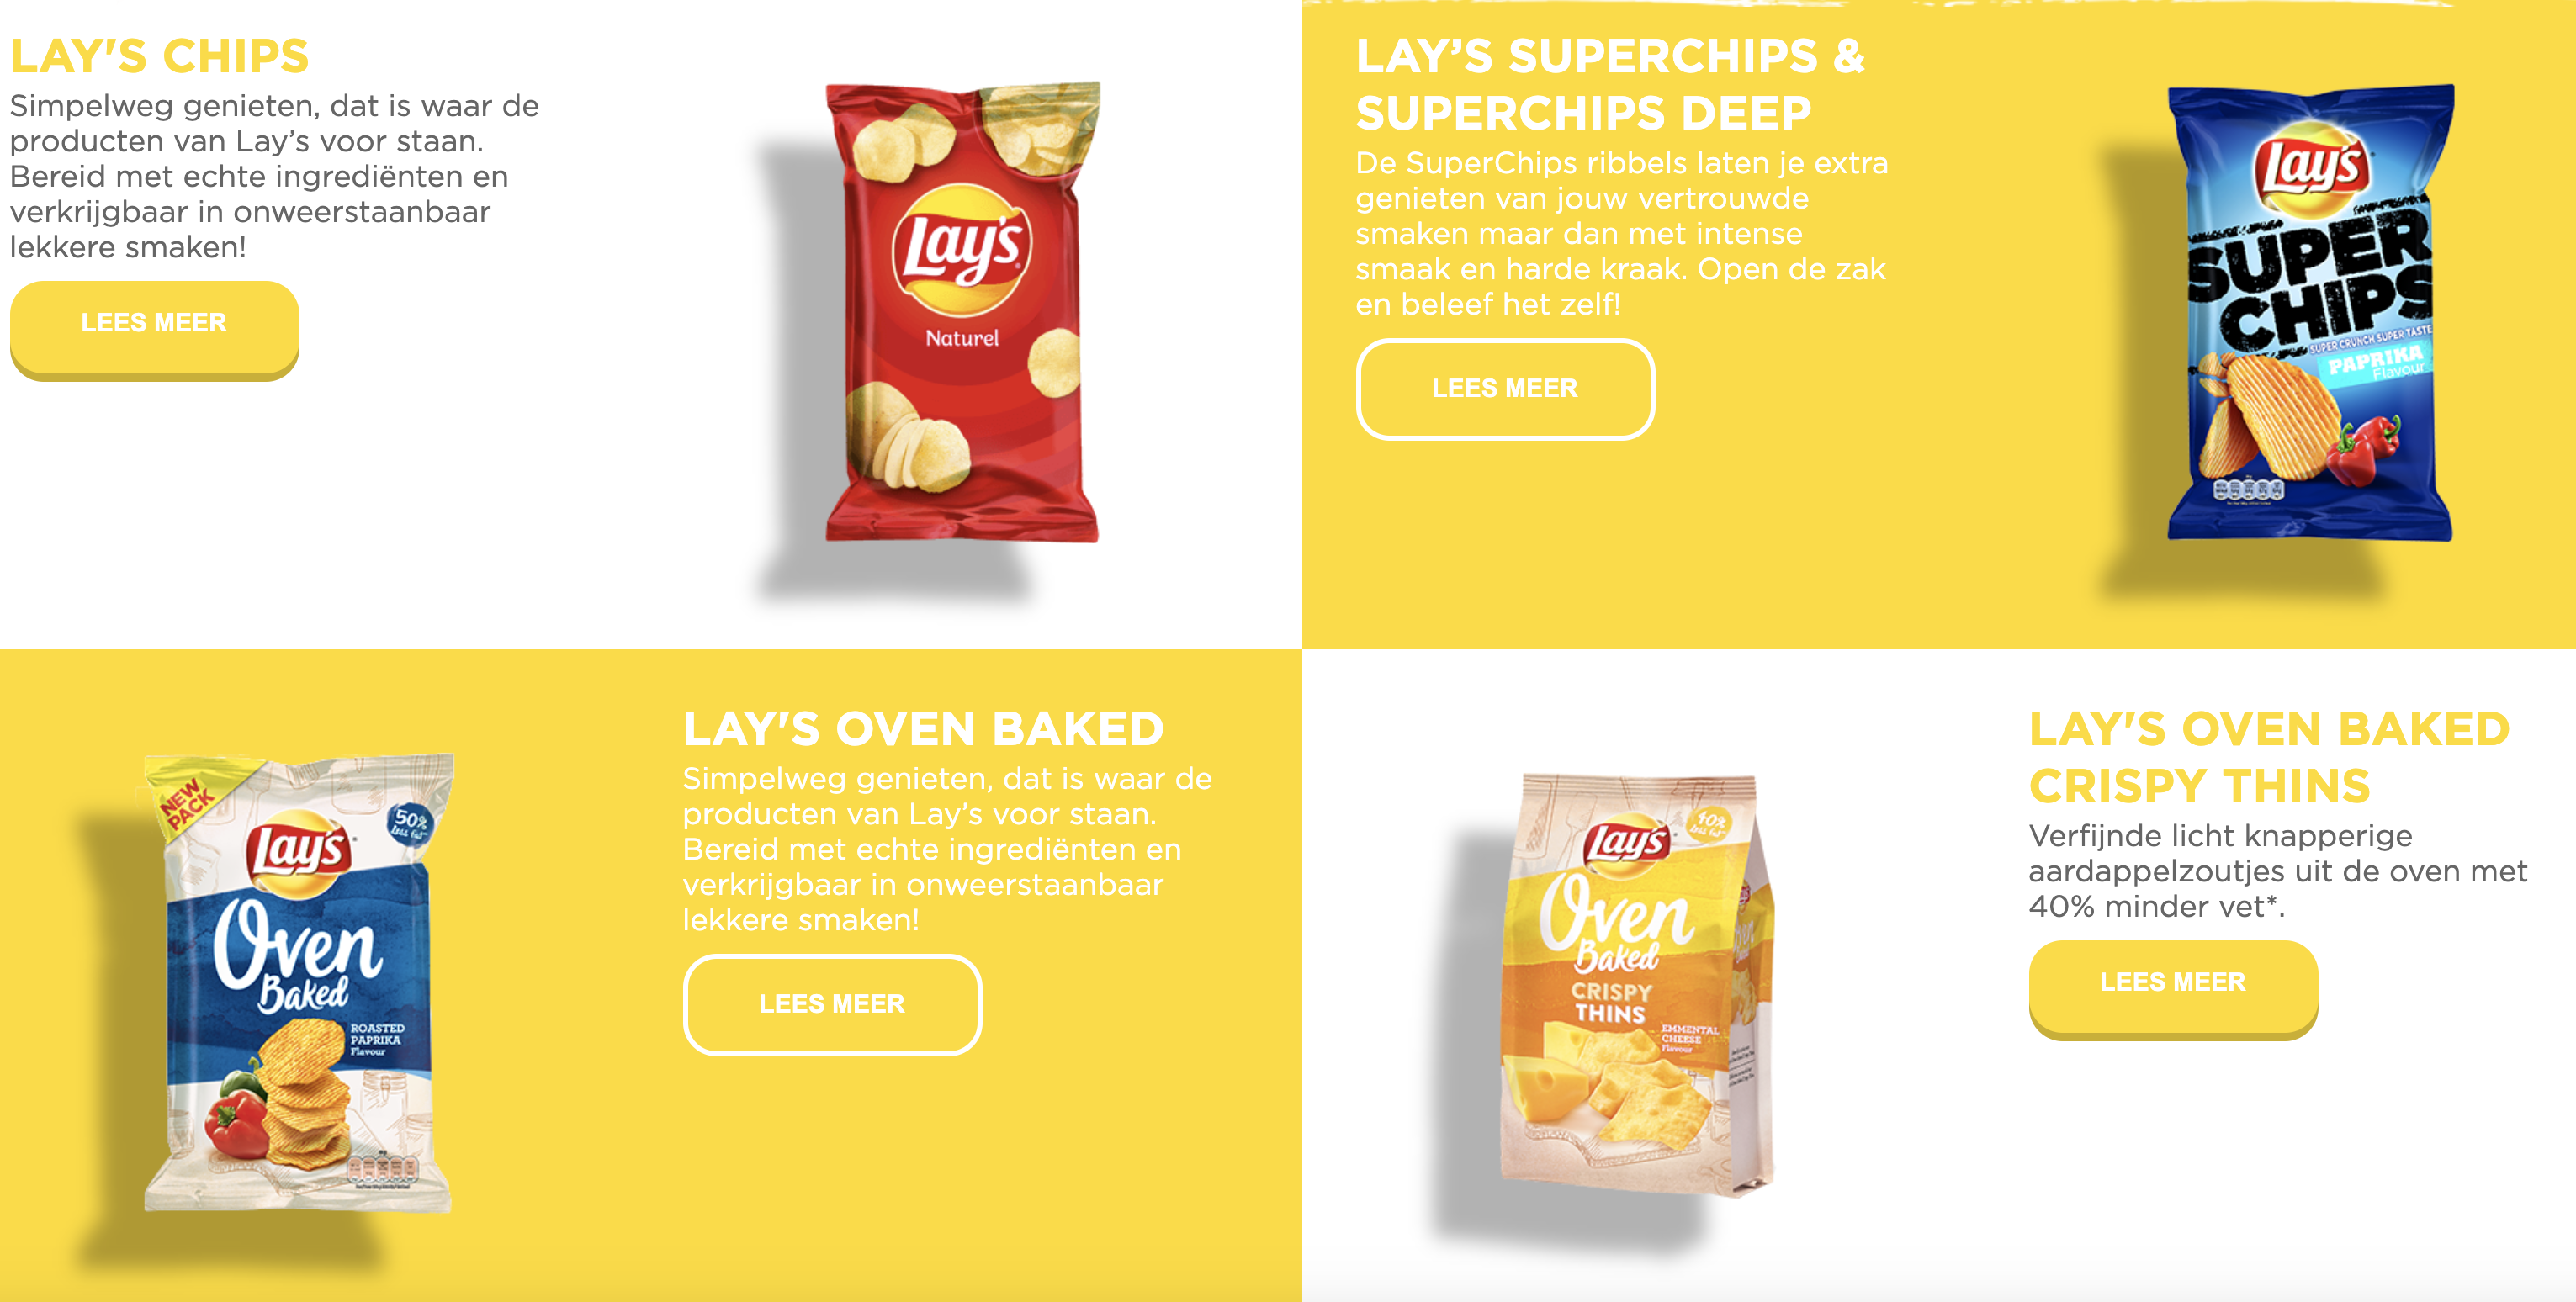 LAY'S CHIPS
Simpelweg genieten, dat is waar de
producten van Lay’s voor staan.
Bereid met echte ingrediënten en
verkrijgbaar in onweerstaanbaar
lekkere smaken!
LEES MEER
Lay's
Naturel
LAY’S SUPERCHIPS &
SUPERCHIPS DEEP
De SuperChips ribbels laten je extra
genieten van jouw vertrouwde
smaken maar dan met intense
smaak en harde kraak. Open de zak
en beleef het zelf!
LEES MEER
Lay's
SUPER
CHIPS
SUPER CRUNCH SUPER TASTE
PAPRIKA
Flavour
NEW
PACK
50%
less fat
Lay's
Oven
Baked
ROASTED
PAPRIKA
Flavour
LAY'S OVEN BAKED
Simpelweg genieten, dat is waar de
producten van Lay’s voor staan.
Bereid met echte ingrediënten en
verkrijgbaar in onweerstaanbaar
lekkere smaken!
LEES MEER
40%
less fat
Lay's
Oven
Baked
CRISPY
THINS
EMMENTAL
CHEESE
Flavour
LAY'S OVEN BAKED
CRISPY THINS
Verfijnde licht knapperige
aardappelzoutjes uit de oven met
40% minder vet*.
LEES MEER